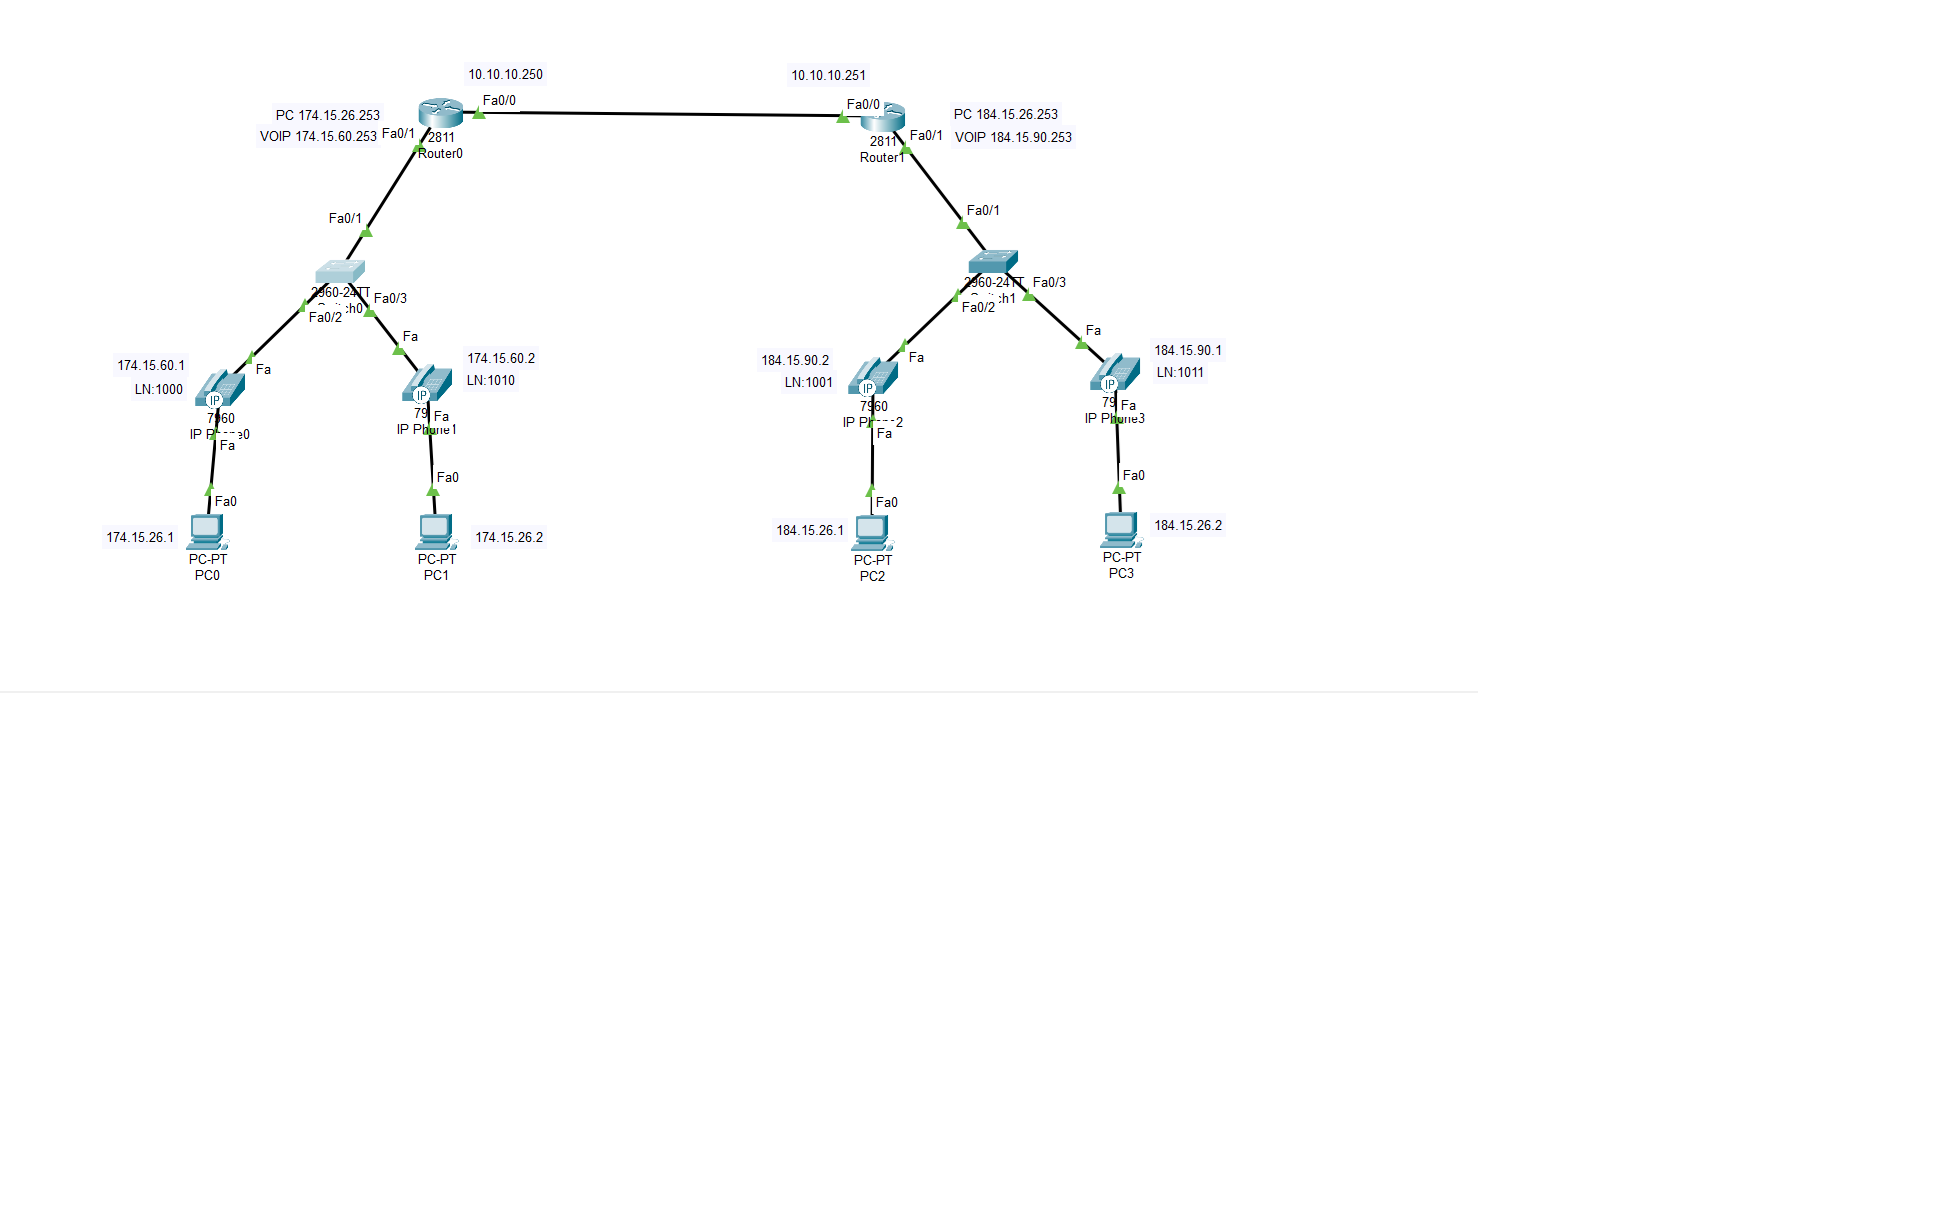 10.10.10.250
10.10.10.251
Fa0/0
Fa0/0
PC 174.15.26.253
VOIP 174.15.60.253
Fa0/1
2811
Router0
PC 184.15.26.253
VOIP 184.15.90.253
Fa0/1
2811
Router1
Fa0/1
Fa0/1
2960-24TT
Fa0/3
Fa0/2
2960-24TT
Fa0/3
Fa0/2
Fa
Fa
174.15.60.1
LN:1000
Fa
174.15.60.2
LN:1010
184.15.90.2
LN:1001
Fa
184.15.90.1
LN:1011
IP
7960
Fa
IP
79
Fa
IP Phone1
IP
7960
Fa
IP
79
Fa
IP Phone3
Fa0
Fa0
Fa0
Fa0
174.15.26.1
PC-PT
PC0
174.15.26.2
PC-PT
PC1
184.15.26.1
PC-PT
PC2
184.15.26.2
PC-PT
PC3